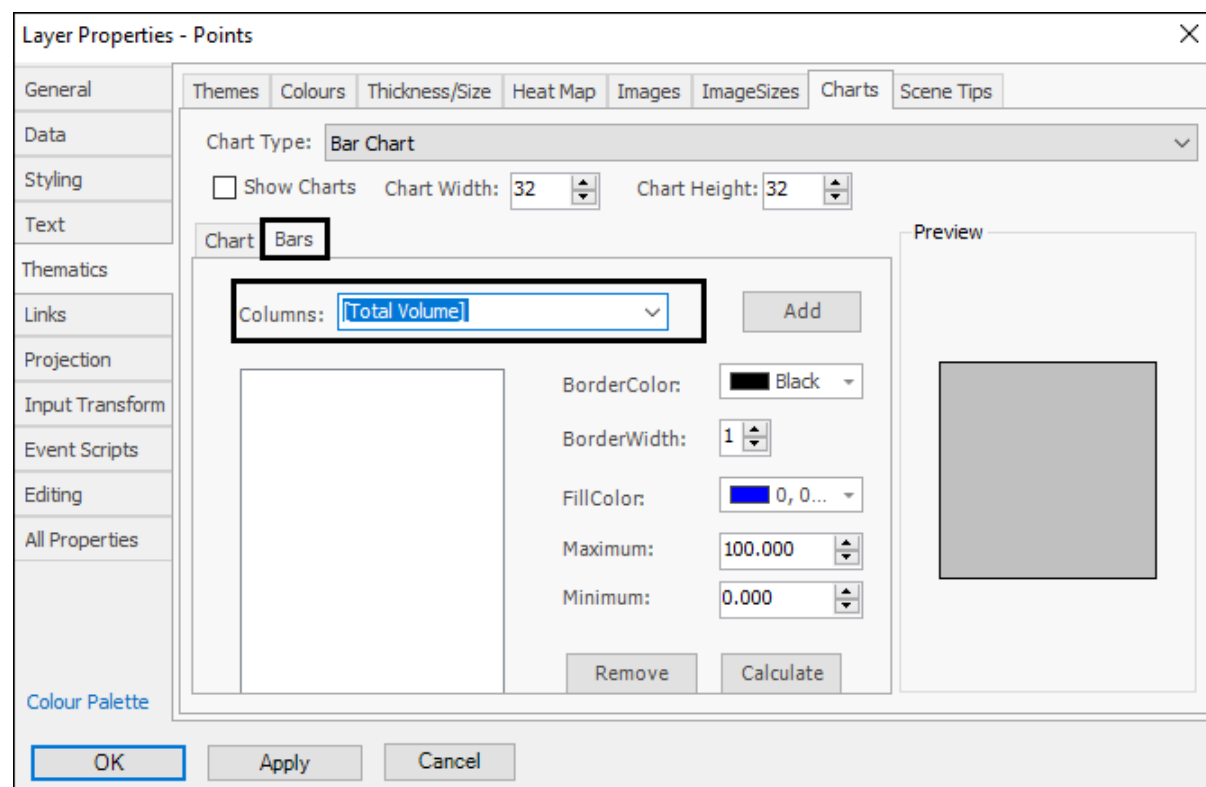 Layer Properties - Points
General
Data
Styling
Text
Thematics
Links
Projection
Input Transform
Event Scripts
Editing
All Properties
Colour Palette
Themes Colours Thickness/Size Heat Map Images ImageSizes Charts Scene Tips
Chart Type: Bar Chart
Show Charts Chart Width: 32 Chart Height: 32
Chart Bars
Columns: [Total Volume] Add
BorderColor: Black
BorderWidth: 1
FillColor: 0, 0...
Maximum: 100.000
Minimum: 0.000
Remove Calculate
Preview
OK Apply Cancel